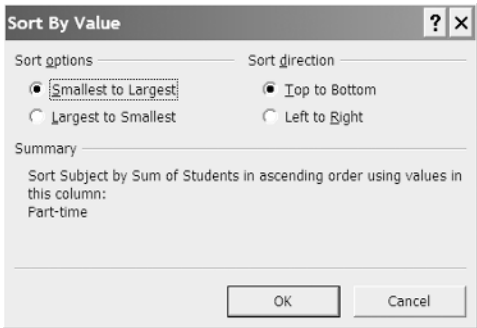 Sort By Value
Sort options
Smallest to Largest
Largest to Smallest
Sort direction
Top to Bottom
Left to Right
Summary
Sort Subject by Sum of Students in ascending order using values in
this column:
Part-time
OK
Cancel